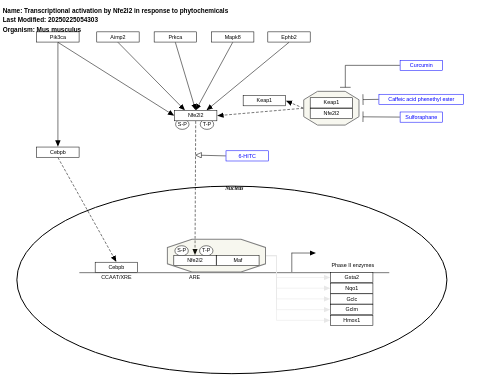 Name: Transcriptional activation by Nfe2l2 in response to phytochemicals
Last Modified: 20250225054303
Organism: Mus musculus
Pik3ca
Aimp2
Prkca
Mapk8
Ephb2
Curcumin
Keap1
Keap1
Caffeic acid phenethyl ester
Nfe2l2
Nfe2l2
Sulforaphane
S-P
T-P
Cebpb
6-HITC
Nucleus
S-P
T-P
Nfe2l2
Maf
Cebpb
Phase II enzymes
CCAAT/XRE
ARE
Gsta2
Nqo1
Gclc
Gclm
Hmox1